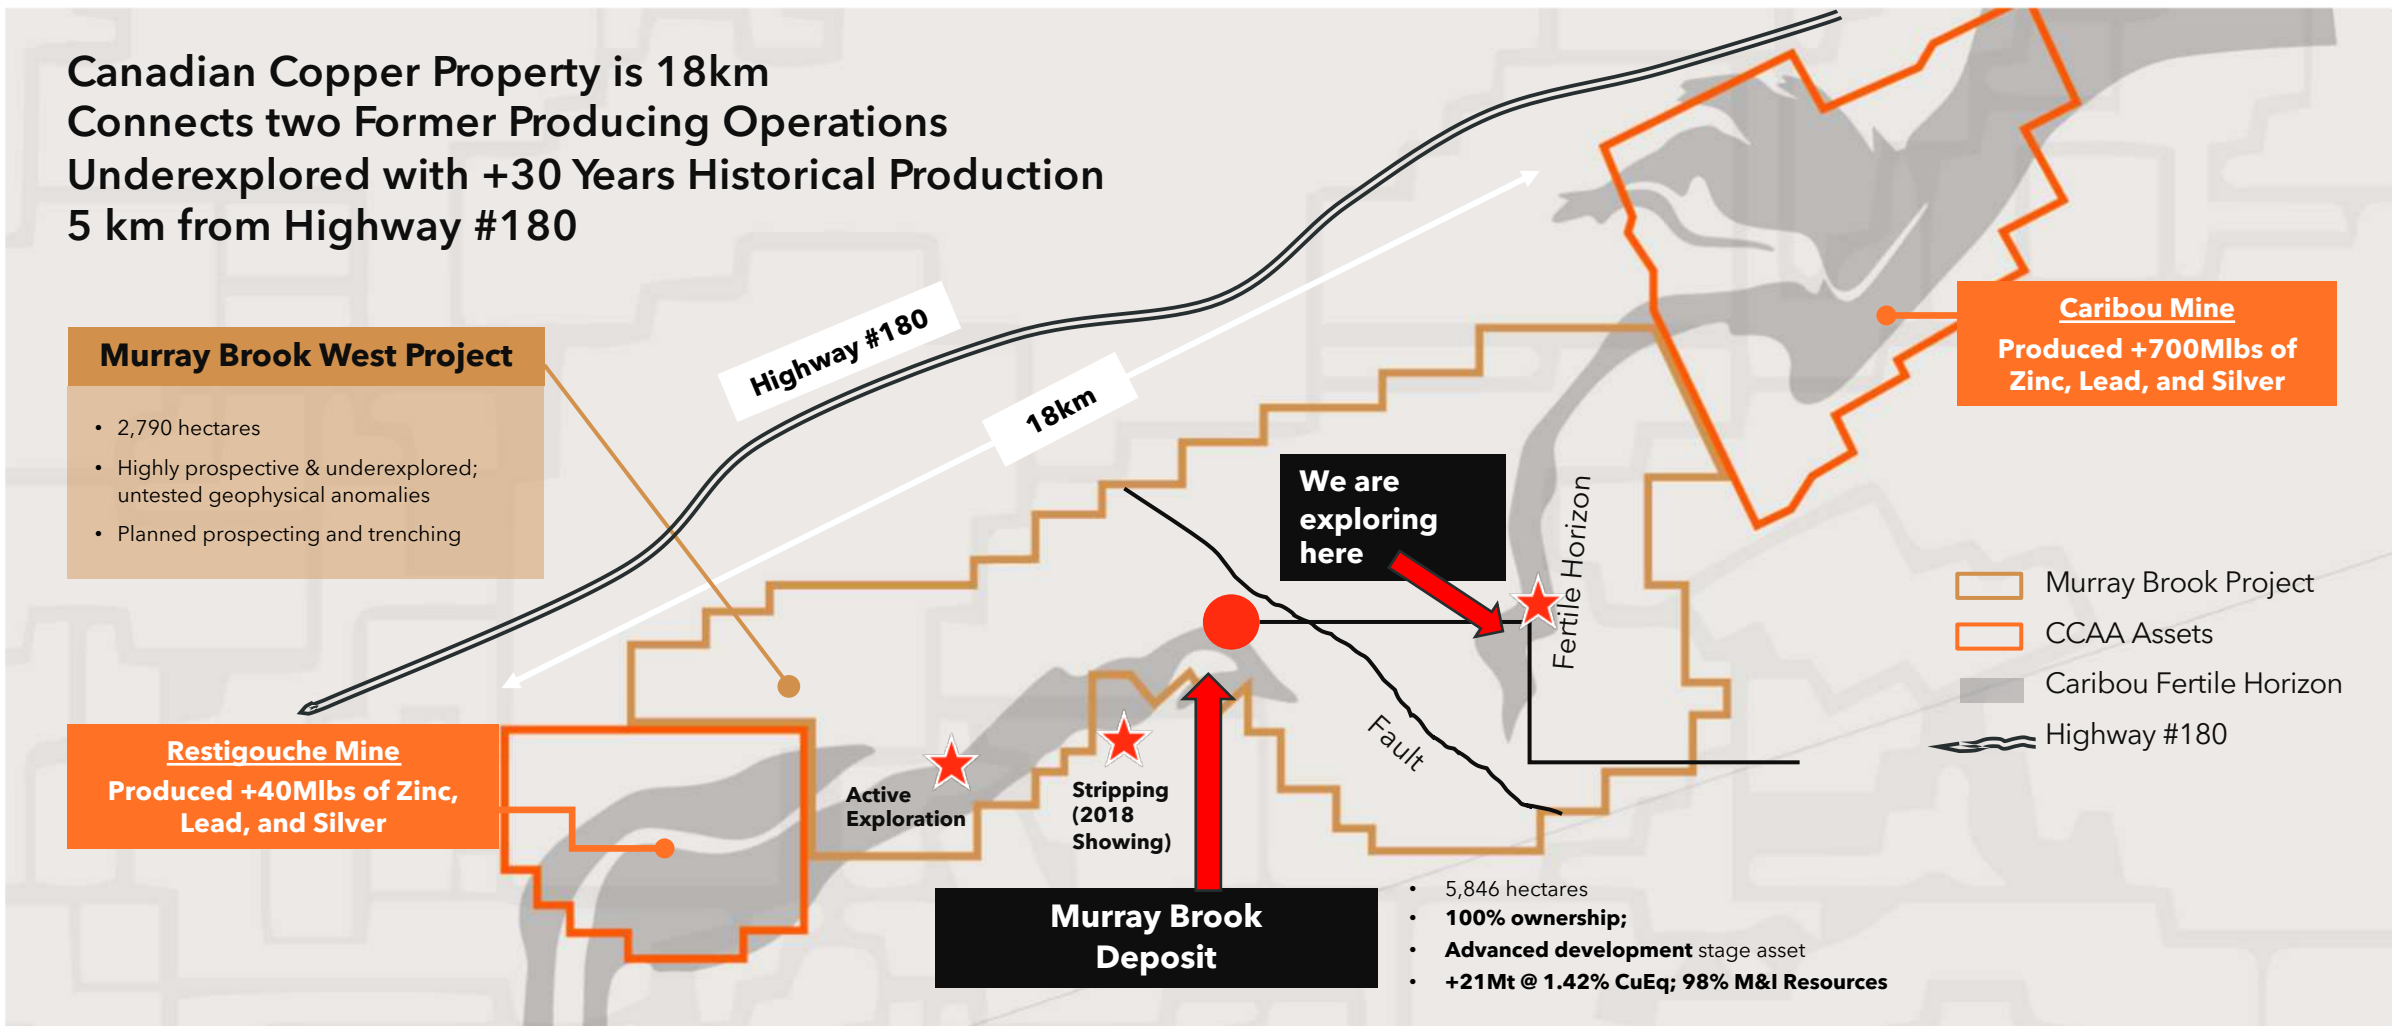 Canadian Copper Property is 18km
Connects two Former Producing Operations
Underexplored with +30 Years Historical Production
5 km from Highway #180
Murray Brook West Project
• 2,790 hectares
• Highly prospective & underexplored;
untested geophysical anomalies
• Planned prospecting and trenching
Highway #180
18km
Caribou Mine
Produced +700Mlbs of
Zinc, Lead, and Silver
We are
exploring
here
Fertile Horizon
Fault
Murray Brook Project
CCAA Assets
Caribou Fertile Horizon
Highway #180
Restigouche Mine
Produced +40Mlbs of Zinc,
Lead, and Silver
Active
Exploration
Stripping
(2018
Showing)
Murray Brook
Deposit
• 5,846 hectares
• 100% ownership;
• Advanced development stage asset
• +21Mt @ 1.42% CuEq; 98% M&I Resources